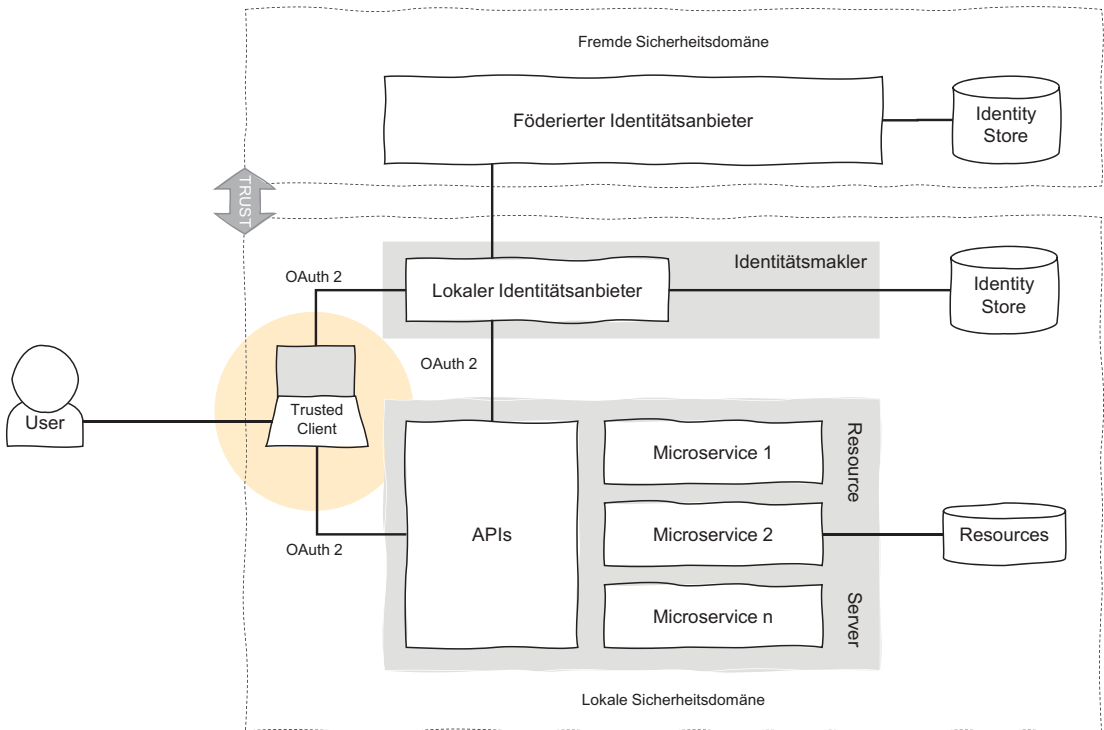 Fremde Sicherheitsdomäne
Föderierter Identitätsanbieter
Identity
Store
TRUST
Identitätsmakler
OAuth 2
Lokaler Identitätsanbieter
Identity
Store
OAuth 2
User
Trusted
Client
Resource
Microservice 1
APIs
Microservice 2
Resources
OAuth 2
Server
Microservice n
Lokale Sicherheitsdomäne